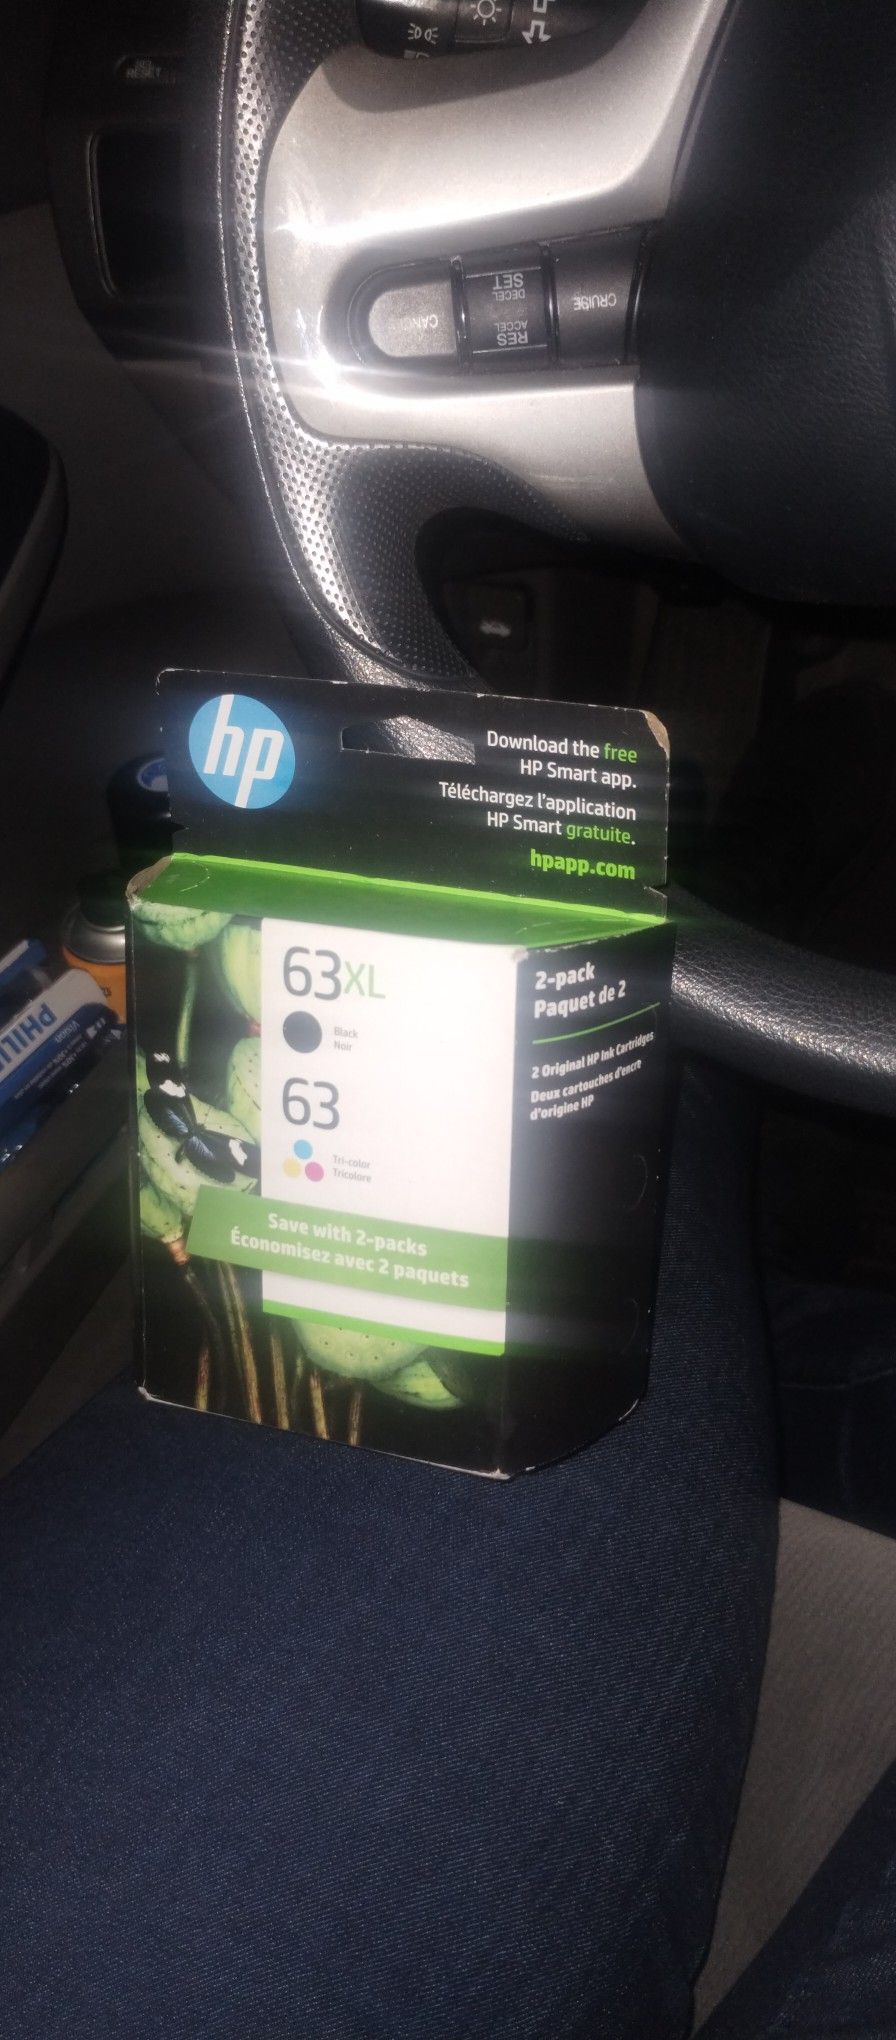 RESET
CRUISE
DECEL
SET
ACCEL
RES
hp
Download the free
HP Smart app.
Téléchargez l'application
HP Smart gratuite.
hpapp.com
63XL
Black
Noir
63
Tri-color
Tricolore
Save with 2-packs
Économisez avec 2 paquets
2-pack
Paquet de 2
2 Original HP Ink Cartridges
Deux cartouches d'encre
d'origine HP
Vision